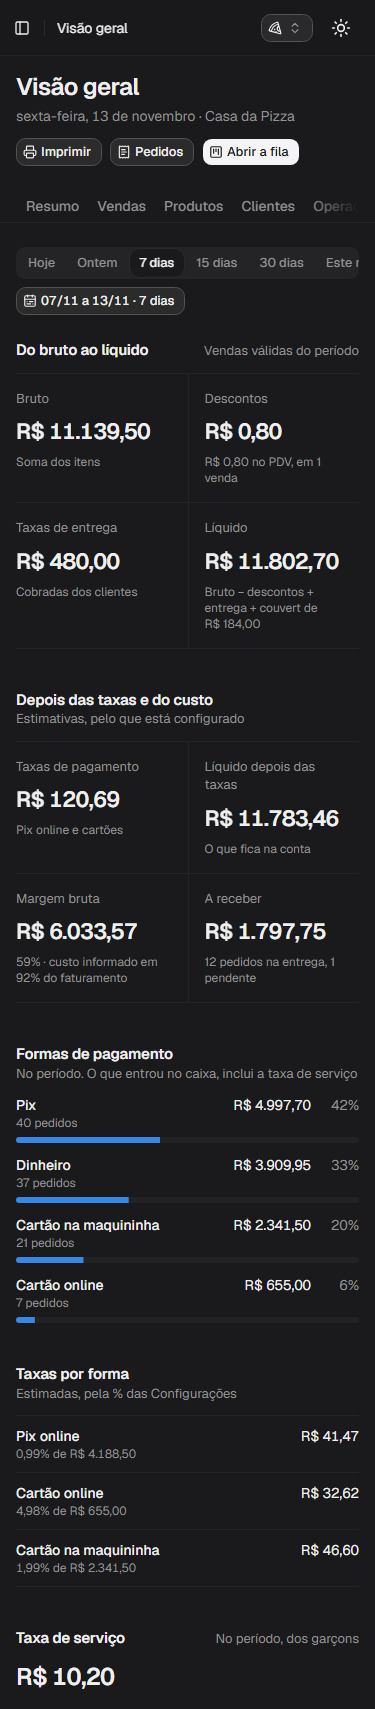 Visão geral
Visão geral
sexta-feira, 13 de novembro · Casa da Pizza
Imprimir
Pedidos
Abrir a fila
Resumo Vendas Produtos Clientes Opera
Hoje Ontem 7 dias 15 dias 30 dias Este
07/11 a 13/11 · 7 dias
Do bruto ao líquido
Vendas válidas do período
Bruto
R$ 11.139,50
Soma dos itens
Descontos
R$ 0,80
R$ 0,80 no PDV, em 1
venda
Taxas de entrega
R$ 480,00
Cobradas dos clientes
Líquido
R$ 11.802,70
Bruto − descontos +
entrega + couvert de
R$ 184,00
Depois das taxas e do custo
Estimativas, pelo que está configurado
Taxas de pagamento
R$ 120,69
Pix online e cartões
Líquido depois das
taxas
R$ 11.783,46
O que fica na conta
Margem bruta
R$ 6.033,57
59% · custo informado em
92% do faturamento
A receber
R$ 1.797,75
12 pedidos na entrega, 1
pendente
Formas de pagamento
No período. O que entrou no caixa, inclui a taxa de serviço
Pix R$ 4.997,70 42%
40 pedidos
Dinheiro R$ 3.909,95 33%
37 pedidos
Cartão na maquininha R$ 2.341,50 20%
21 pedidos
Cartão online R$ 655,00 6%
7 pedidos
Taxas por forma
Estimadas, pela % das Configurações
Pix online R$ 41,47
0,99% de R$ 4.188,50
Cartão online R$ 32,62
4,98% de R$ 655,00
Cartão na maquininha R$ 46,60
1,99% de R$ 2.341,50
Taxa de serviço
No período, dos garçons
R$ 10,20